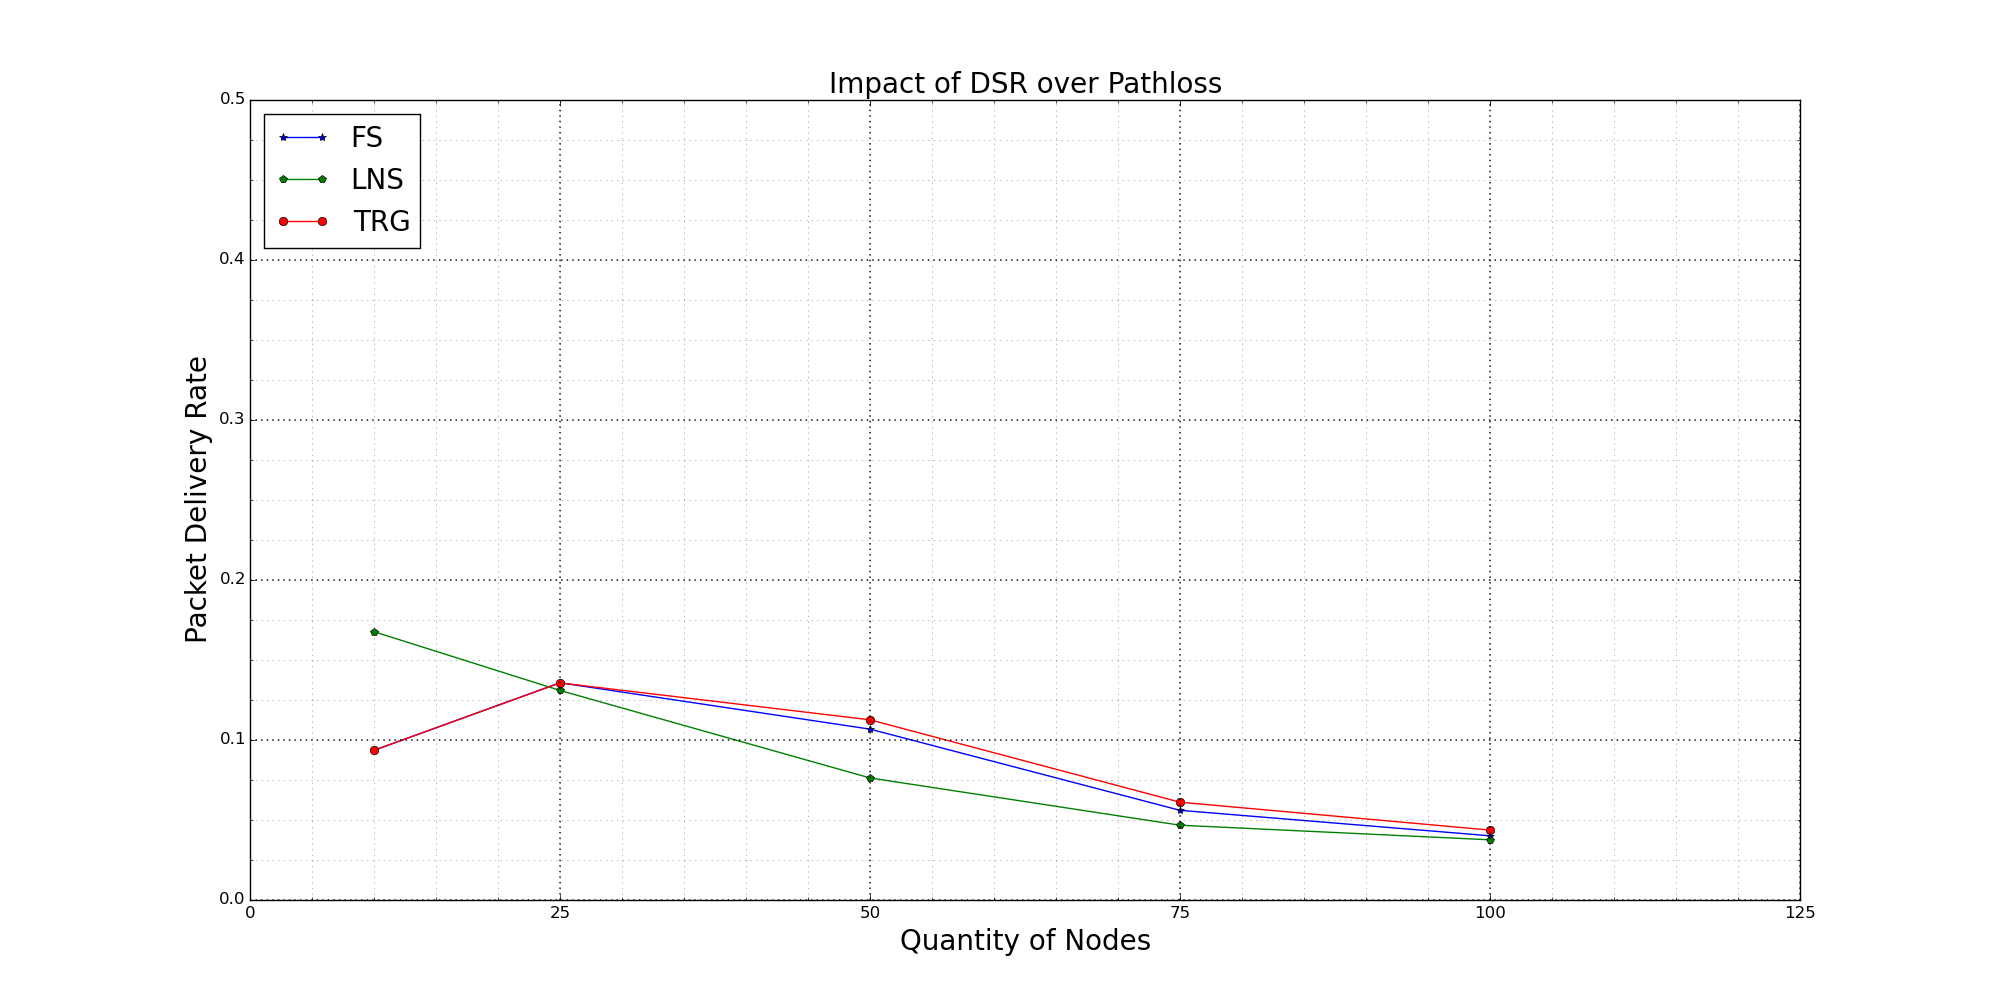 Impact of DSR over Pathloss
FS
LNS
TRG
Packet Delivery Rate
0.5
0.4
0.3
0.2
0.1
0.0
0 25 50 75 100 125
Quantity of Nodes